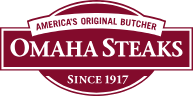 AMERICA'S ORIGINAL BUTCHER
OMAHA STEAKS
SINCE 1917